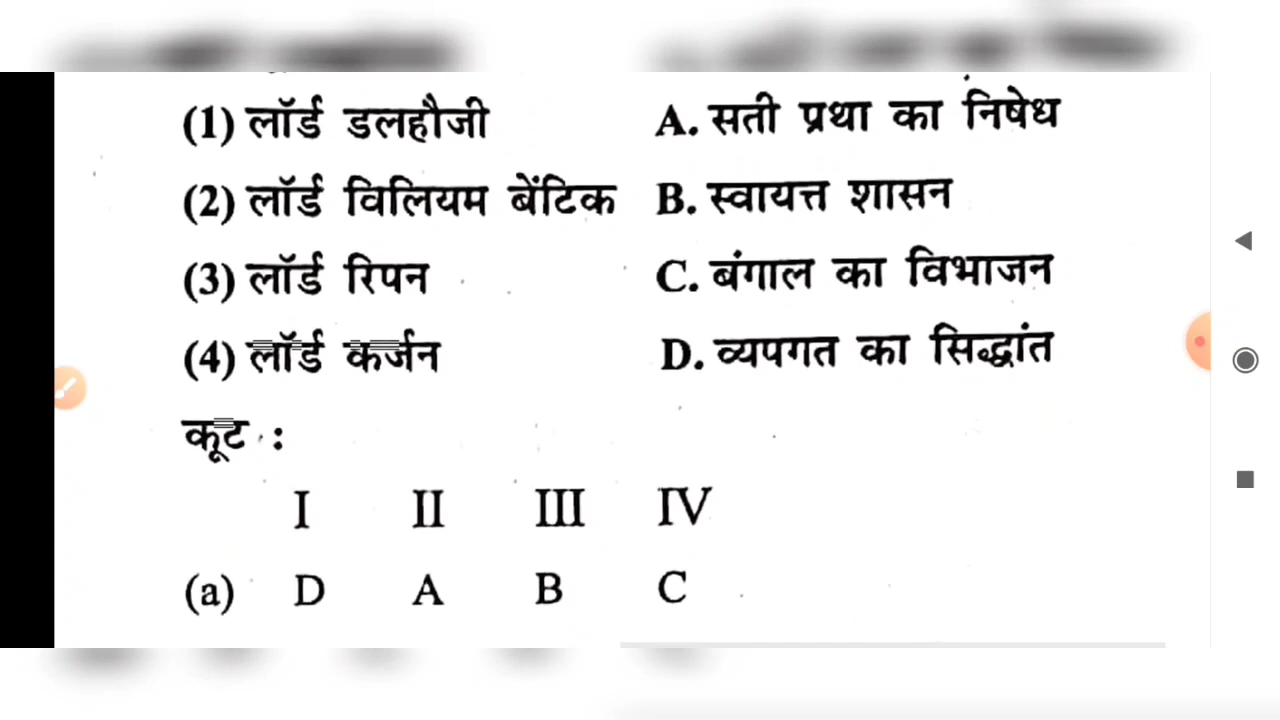 (1) लॉर्ड डलहौजी A. सती प्रथा का निषेध
(2) लॉर्ड विलियम बेंटिक B. स्वायत्त शासन
(3) लॉर्ड रिपन C. बंगाल का विभाजन
(4) लॉर्ड कर्जन D. व्यपगत का सिद्धांत
कूट :
I II III IV
(a) D A B C